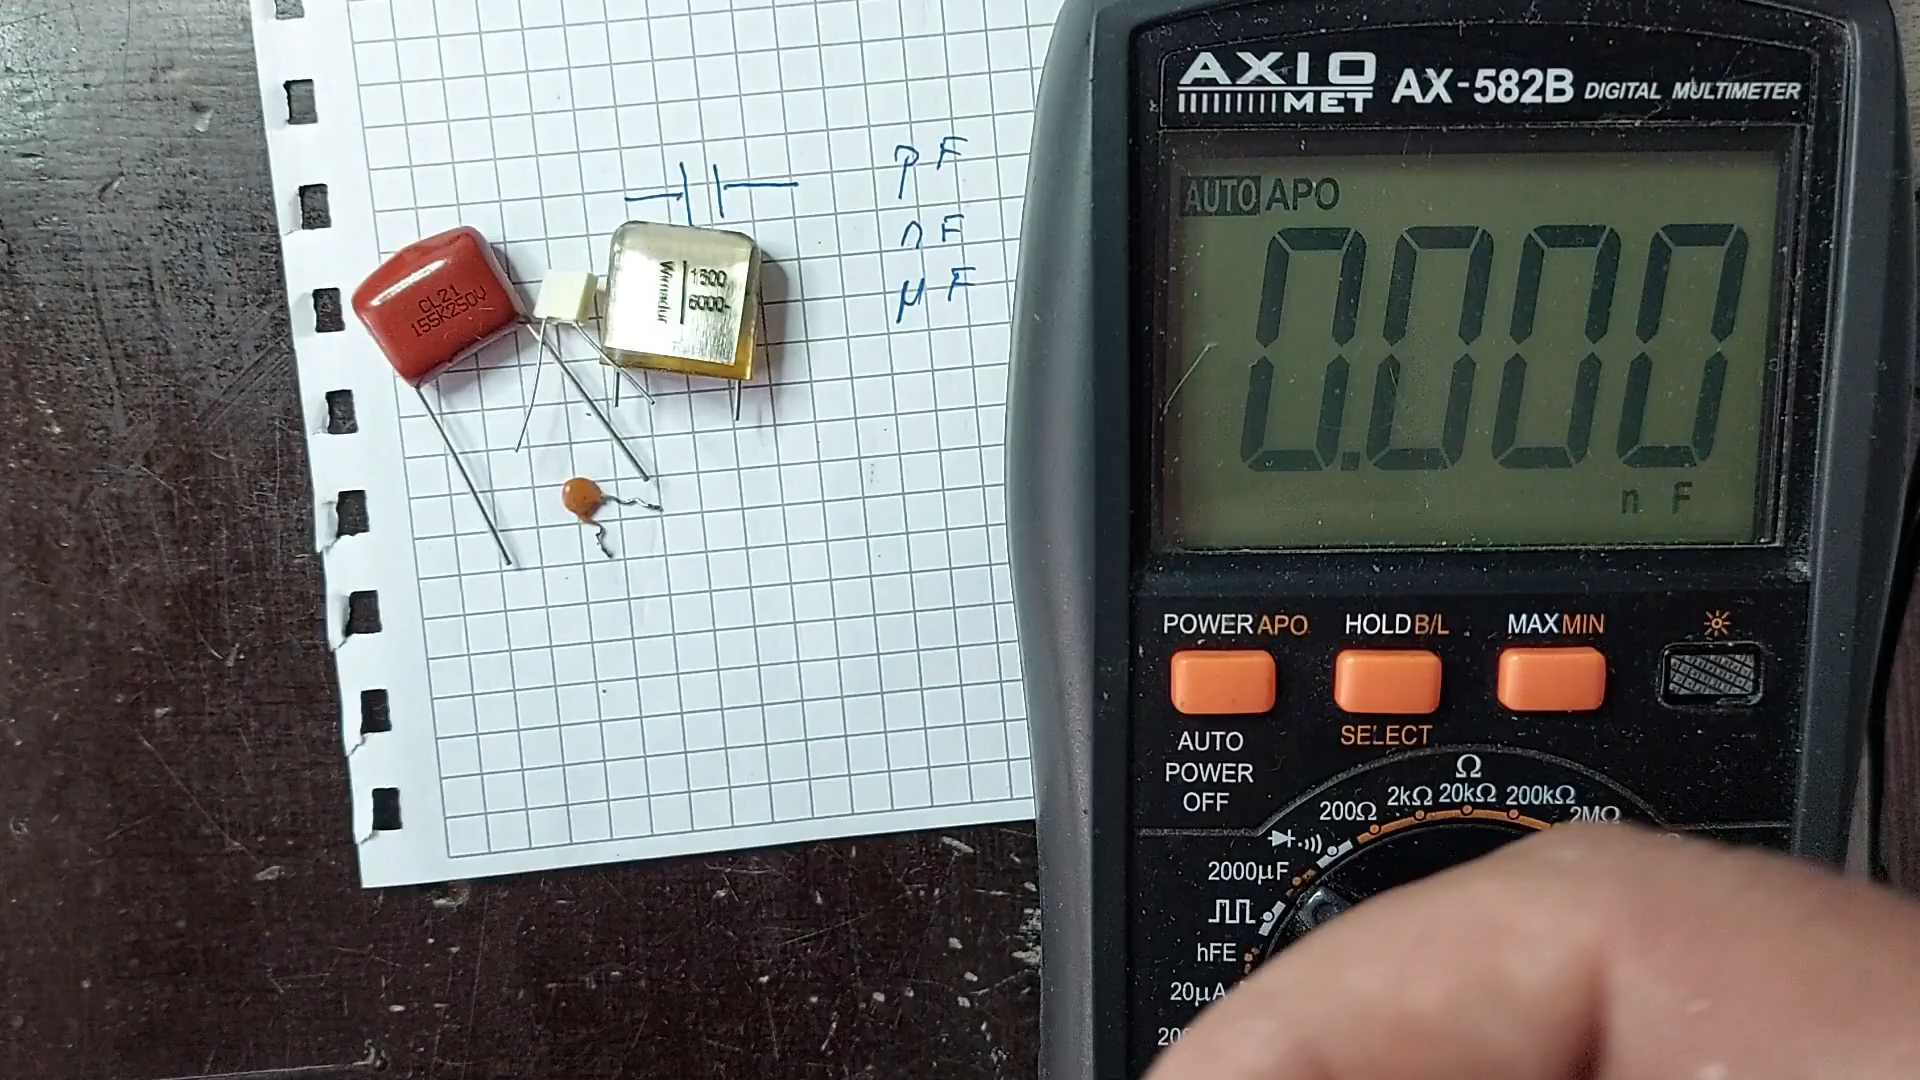 CL21
155K250V
Wimadur
1500
6000-
pF
nF
µF
AXIO
MET
AX-582B DIGITAL MULTIMETER
AUTO APO
0.000
n F
POWER APO
HOLD B/L
MAX MIN
AUTO
POWER
OFF
SELECT
Ω
200Ω
2kΩ
20kΩ
200kΩ
2MΩ
2000µF
hFE
20µA